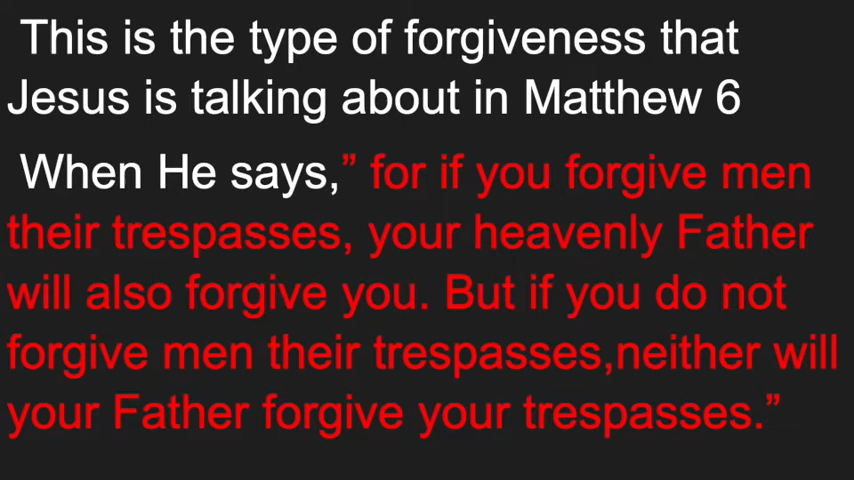 This is the type of forgiveness that
Jesus is talking about in Matthew 6
When He says,” for if you forgive men
their trespasses, your heavenly Father
will also forgive you. But if you do not
forgive men their trespasses,neither will
your Father forgive your trespasses.”